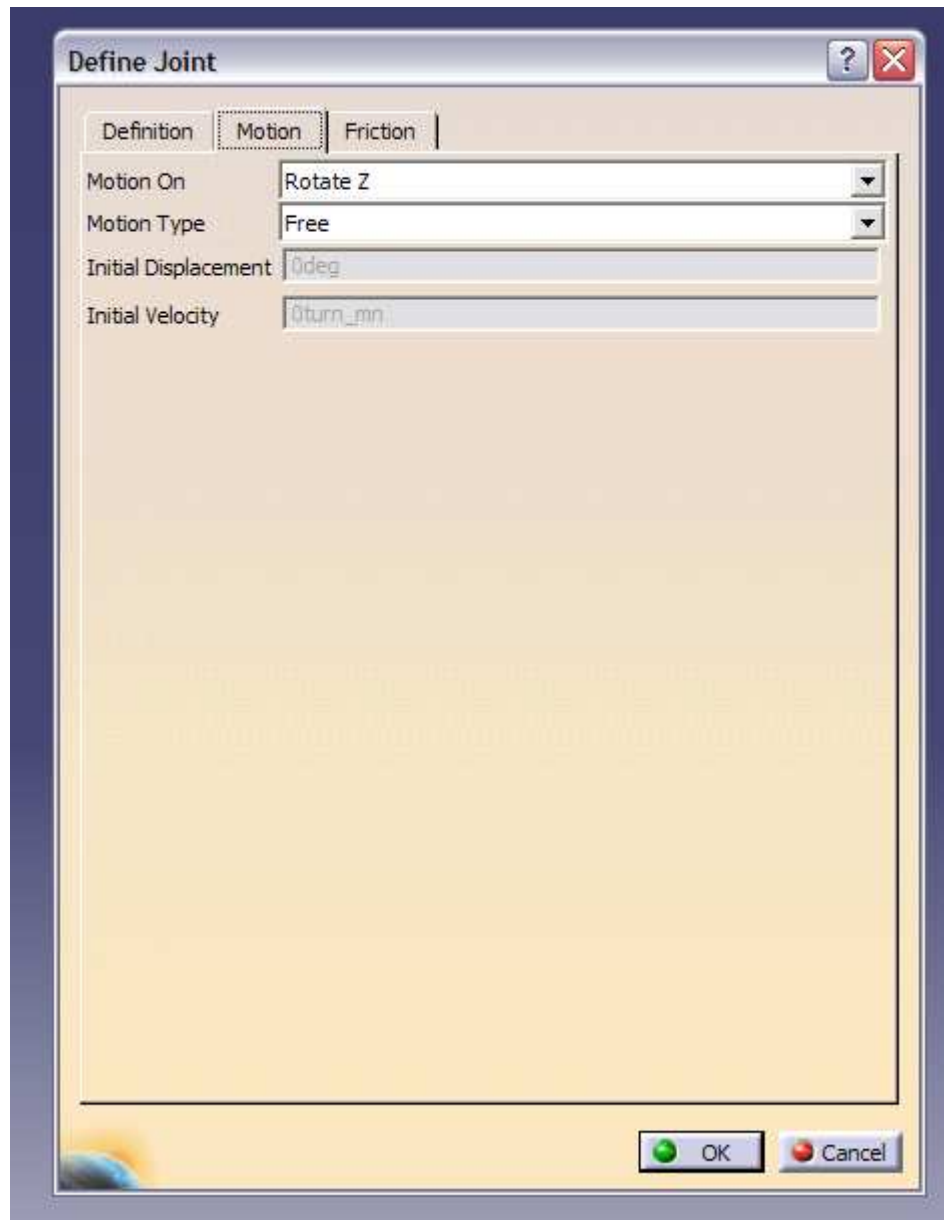 Define Joint
Definition Motion Friction
Motion On Rotate Z
Motion Type Free
Initial Displacement 0deg
Initial Velocity 0turn_mn
OK Cancel